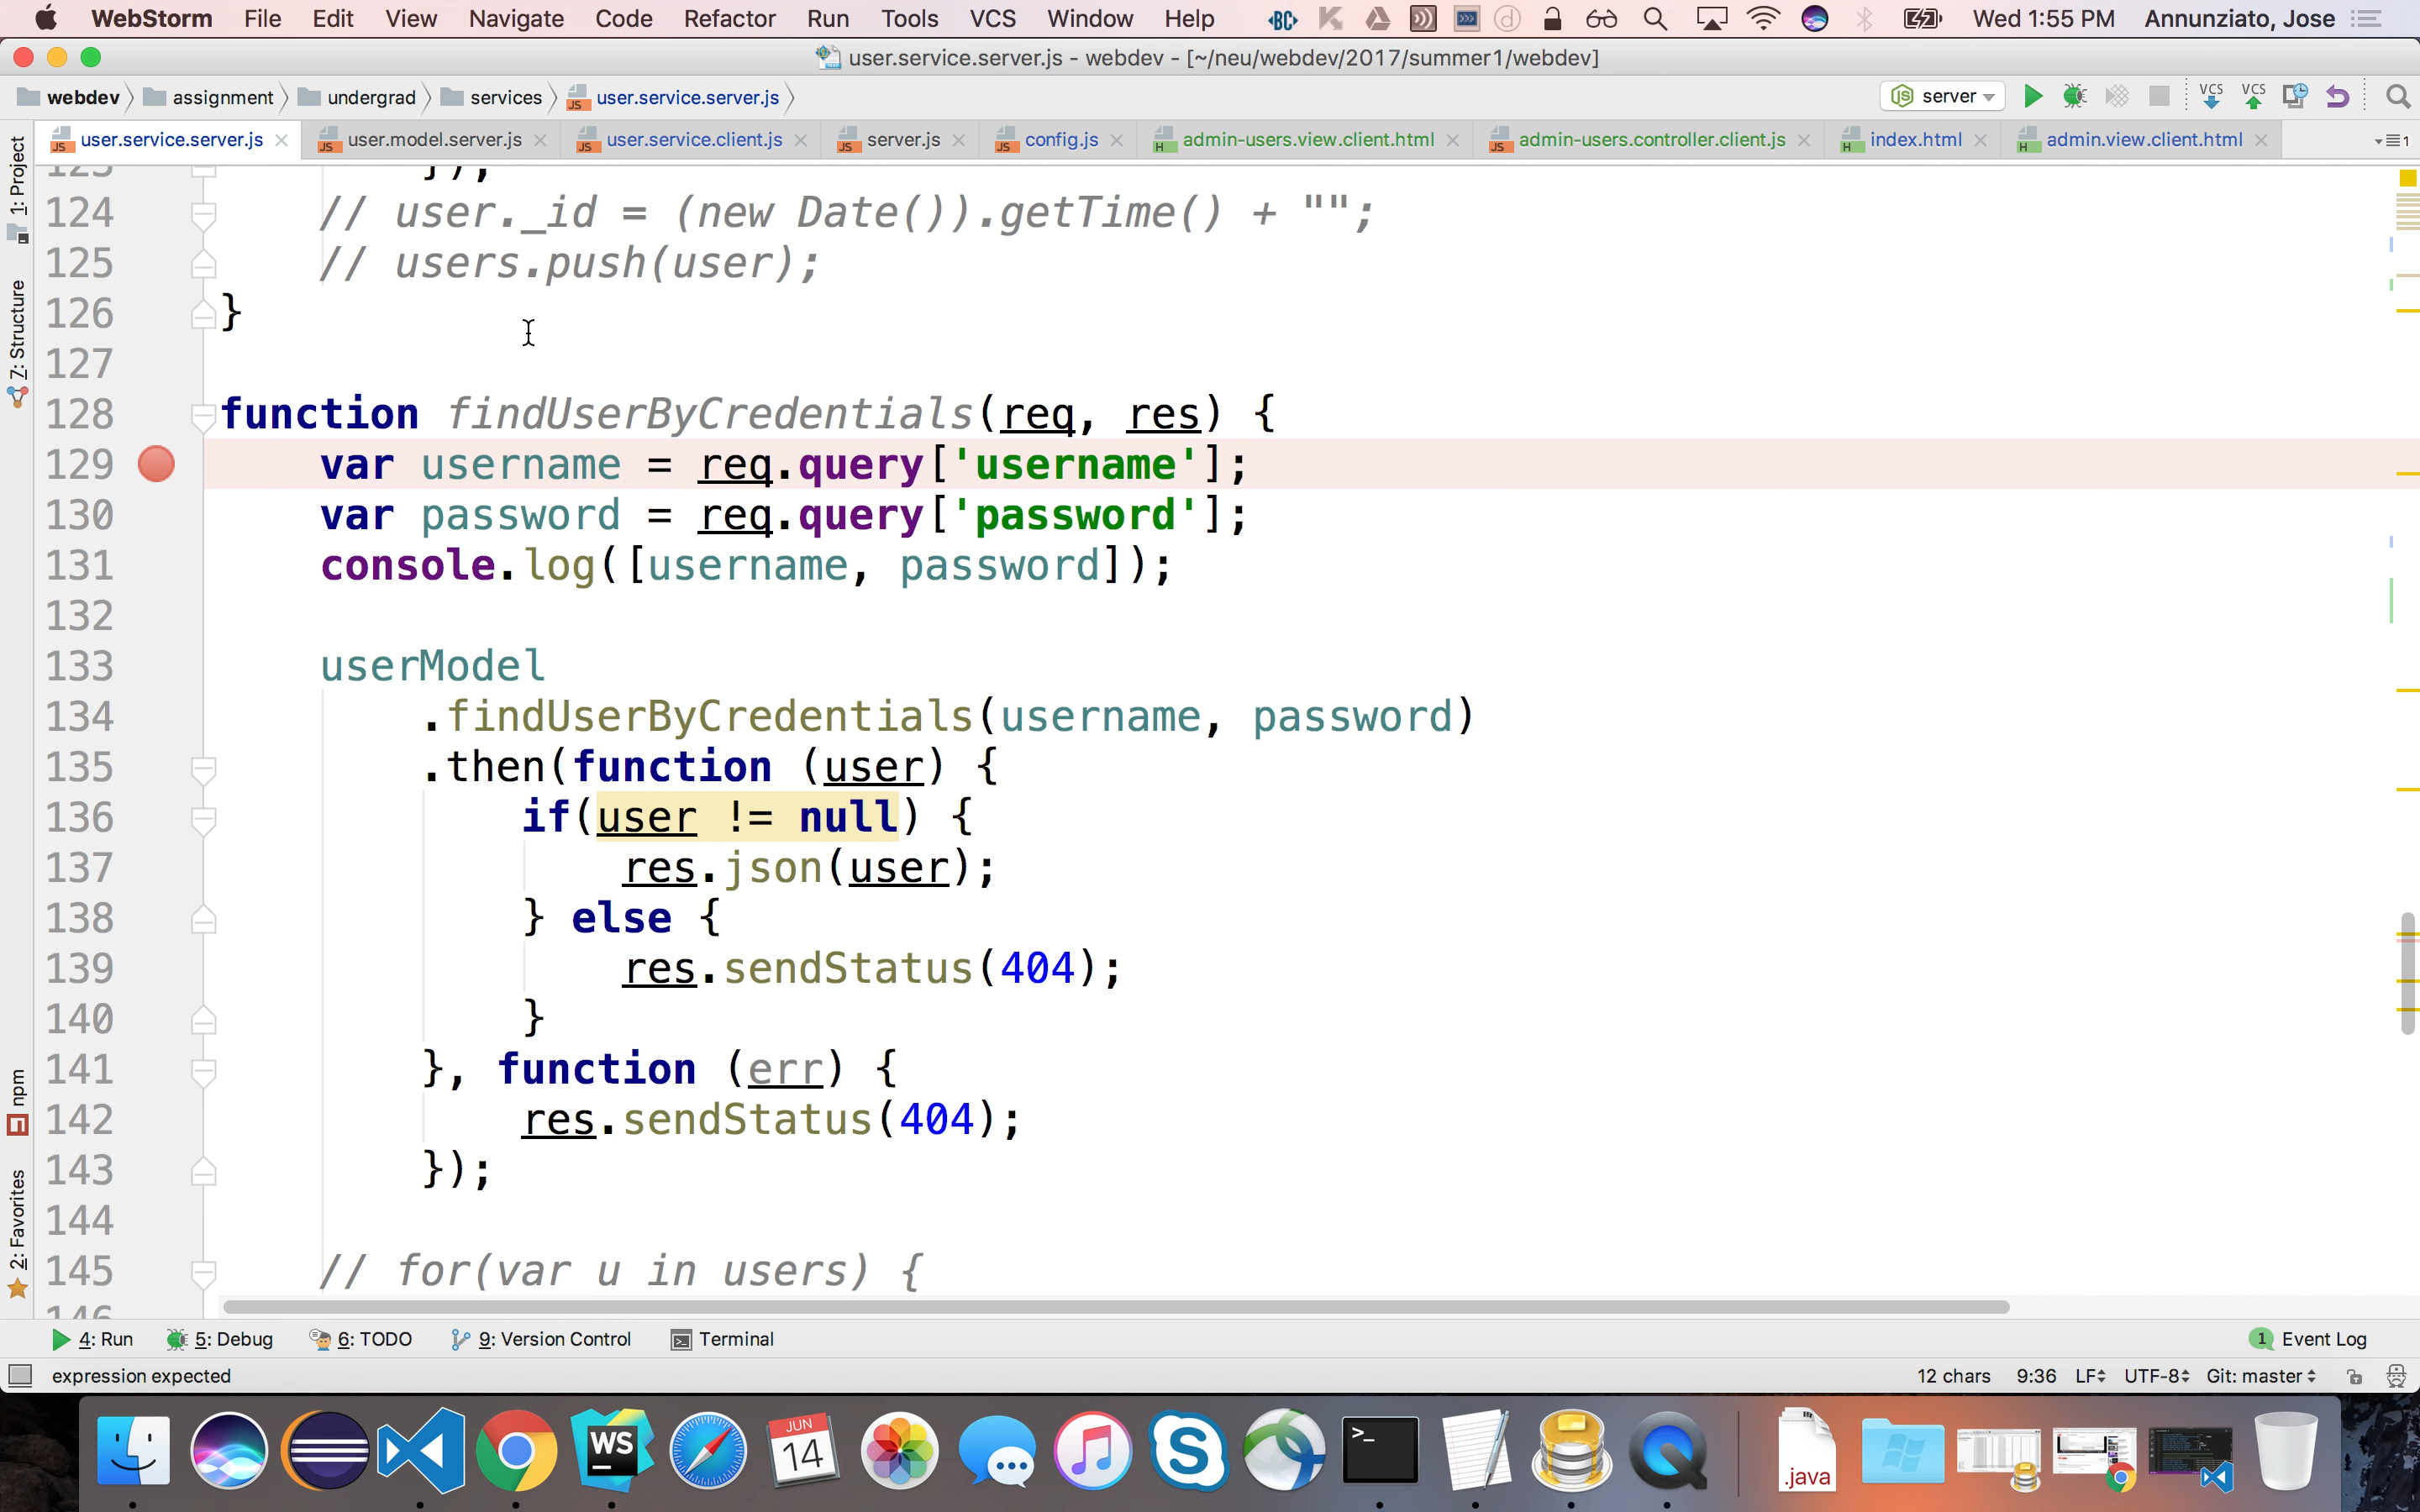 WebStorm File Edit View Navigate Code Refactor Run Tools VCS Window Help BC Wed 1:55 PM Annunziato, Jose
user.service.server.js - webdev - [~/neu/webdev/2017/summer1/webdev]
webdev assignment undergrad services user.service.server.js server VCS VCS
user.service.server.js user.model.server.js user.service.client.js server.js config.js admin-users.view.client.html admin-users.controller.client.js index.html admin.view.client.html 1
1: Project
7: Structure
npm
2: Favorites
123 });
124 // user._id = (new Date()).getTime() + "";
125 // users.push(user);
126 }
127
128 function findUserByCredentials(req, res) {
129 var username = req.query['username'];
130 var password = req.query['password'];
131 console.log([username, password]);
132
133 userModel
134 .findUserByCredentials(username, password)
135 .then(function (user) {
136 if(user != null) {
137 res.json(user);
138 } else {
139 res.sendStatus(404);
140 }
141 }, function (err) {
142 res.sendStatus(404);
143 });
144
145 // for(var u in users) {
146
4: Run 5: Debug 6: TODO 9: Version Control Terminal 1 Event Log
expression expected 12 chars 9:36 LF UTF-8 Git: master
WS JUN 14 S >_ .java